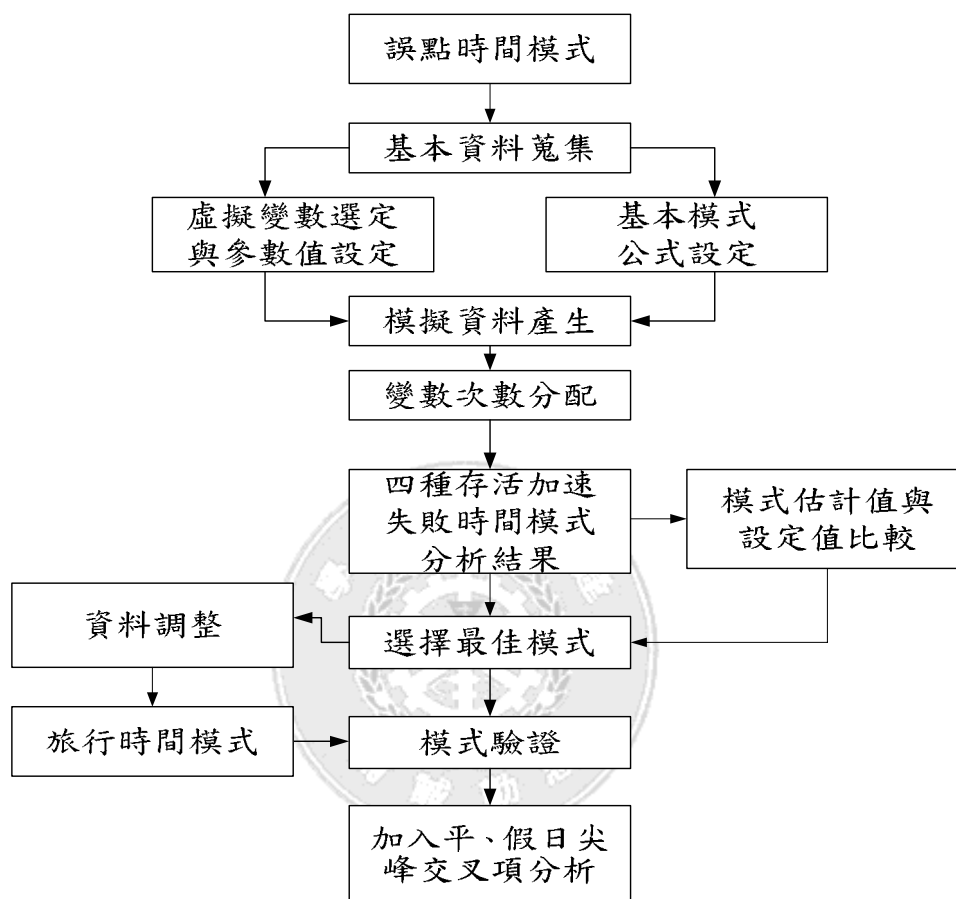 誤點時間模式
基本資料蒐集
虛擬變數選定
與參數值設定
基本模式
公式設定
模擬資料產生
變數次數分配
四種存活加速
失敗時間模式
分析結果
模式估計值與
設定值比較
資料調整
選擇最佳模式
旅行時間模式
模式驗證
加入平、假日尖
峰交叉項分析